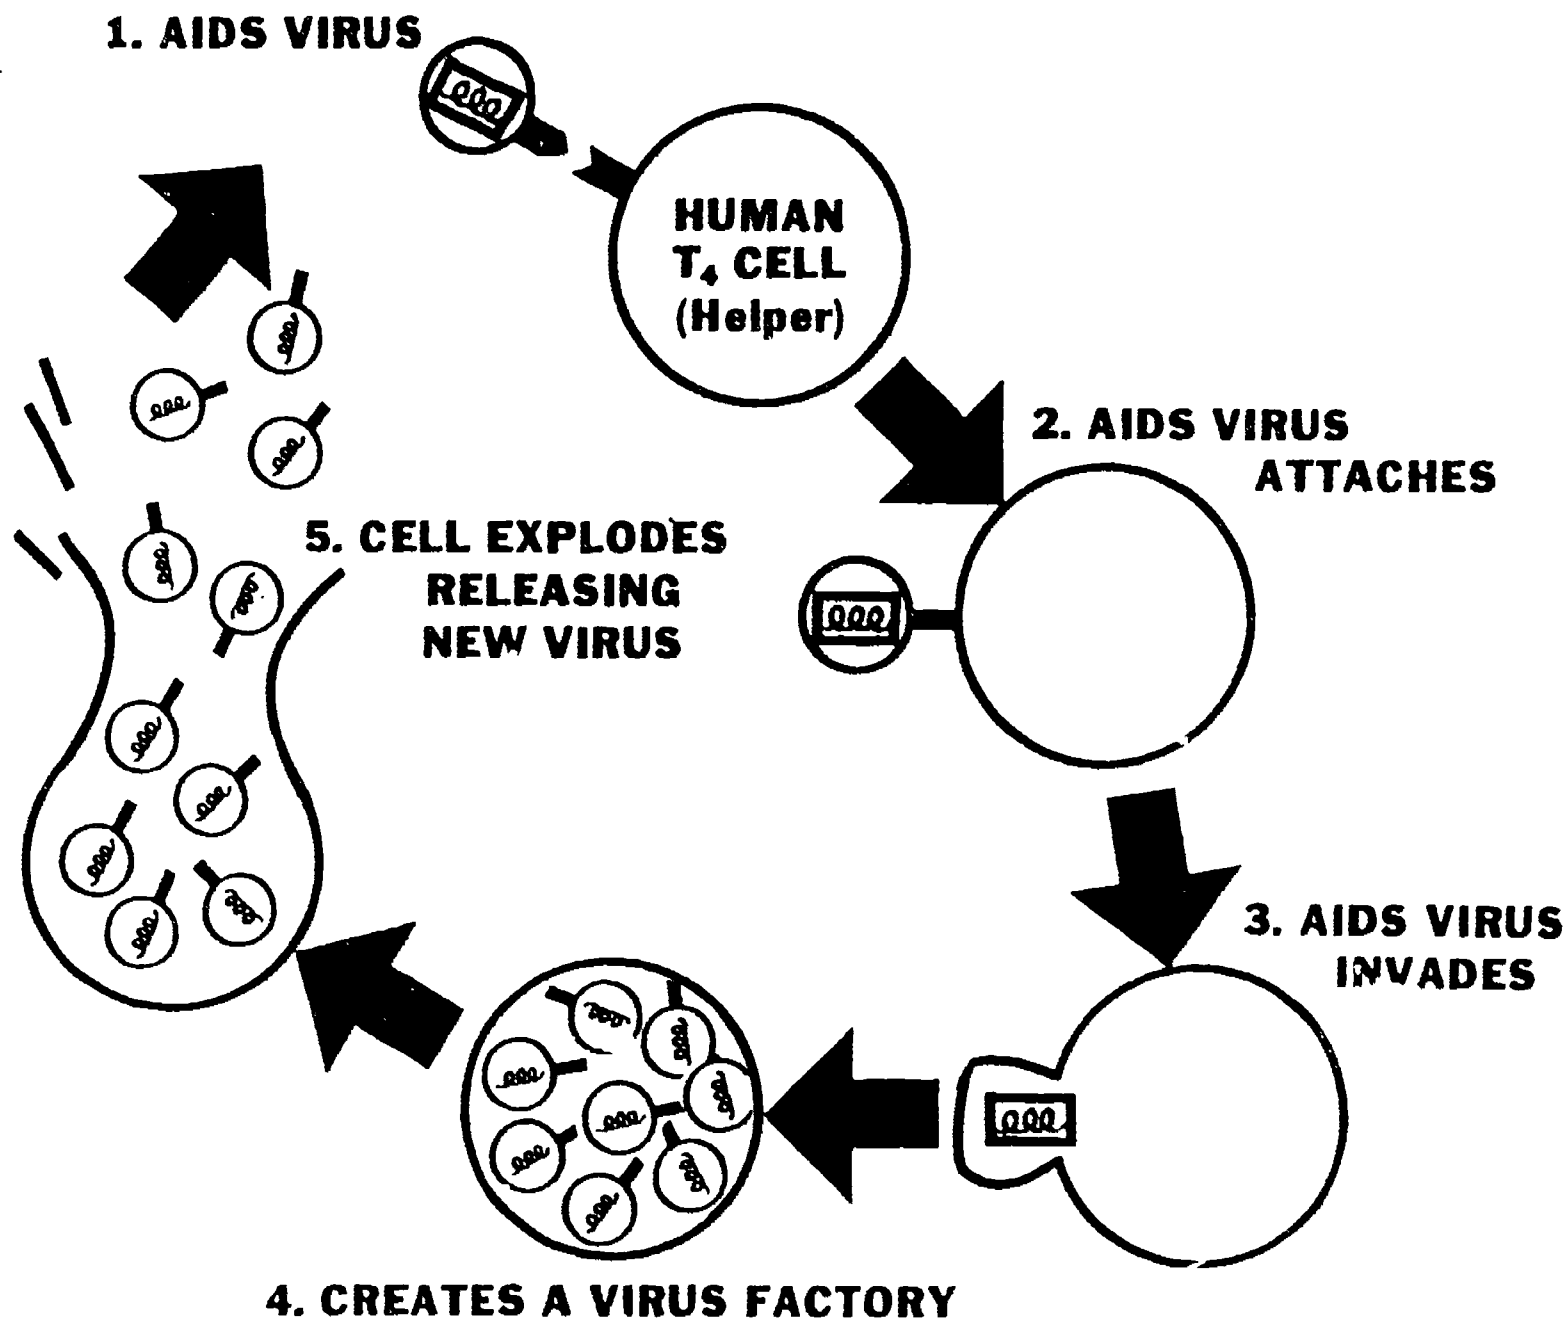 1. AIDS VIRUS
HUMAN
T₄ CELL
(Helper)
2. AIDS VIRUS
ATTACHES
3. AIDS VIRUS
INVADES
4. CREATES A VIRUS FACTORY
5. CELL EXPLODES
RELEASING
NEW VIRUS